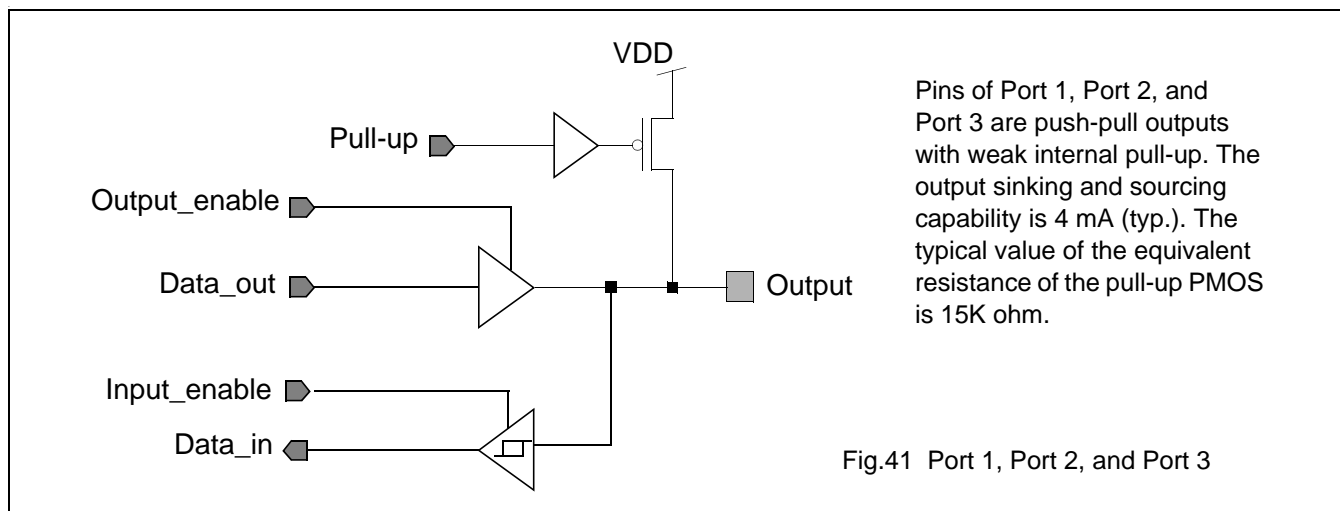 VDD
Pull-up
Output_enable
Data_out
Output
Input_enable
Data_in
Pins of Port 1, Port 2, and
Port 3 are push-pull outputs
with weak internal pull-up. The
output sinking and sourcing
capability is 4 mA (typ.). The
typical value of the equivalent
resistance of the pull-up PMOS
is 15K ohm.
Fig.41 Port 1, Port 2, and Port 3